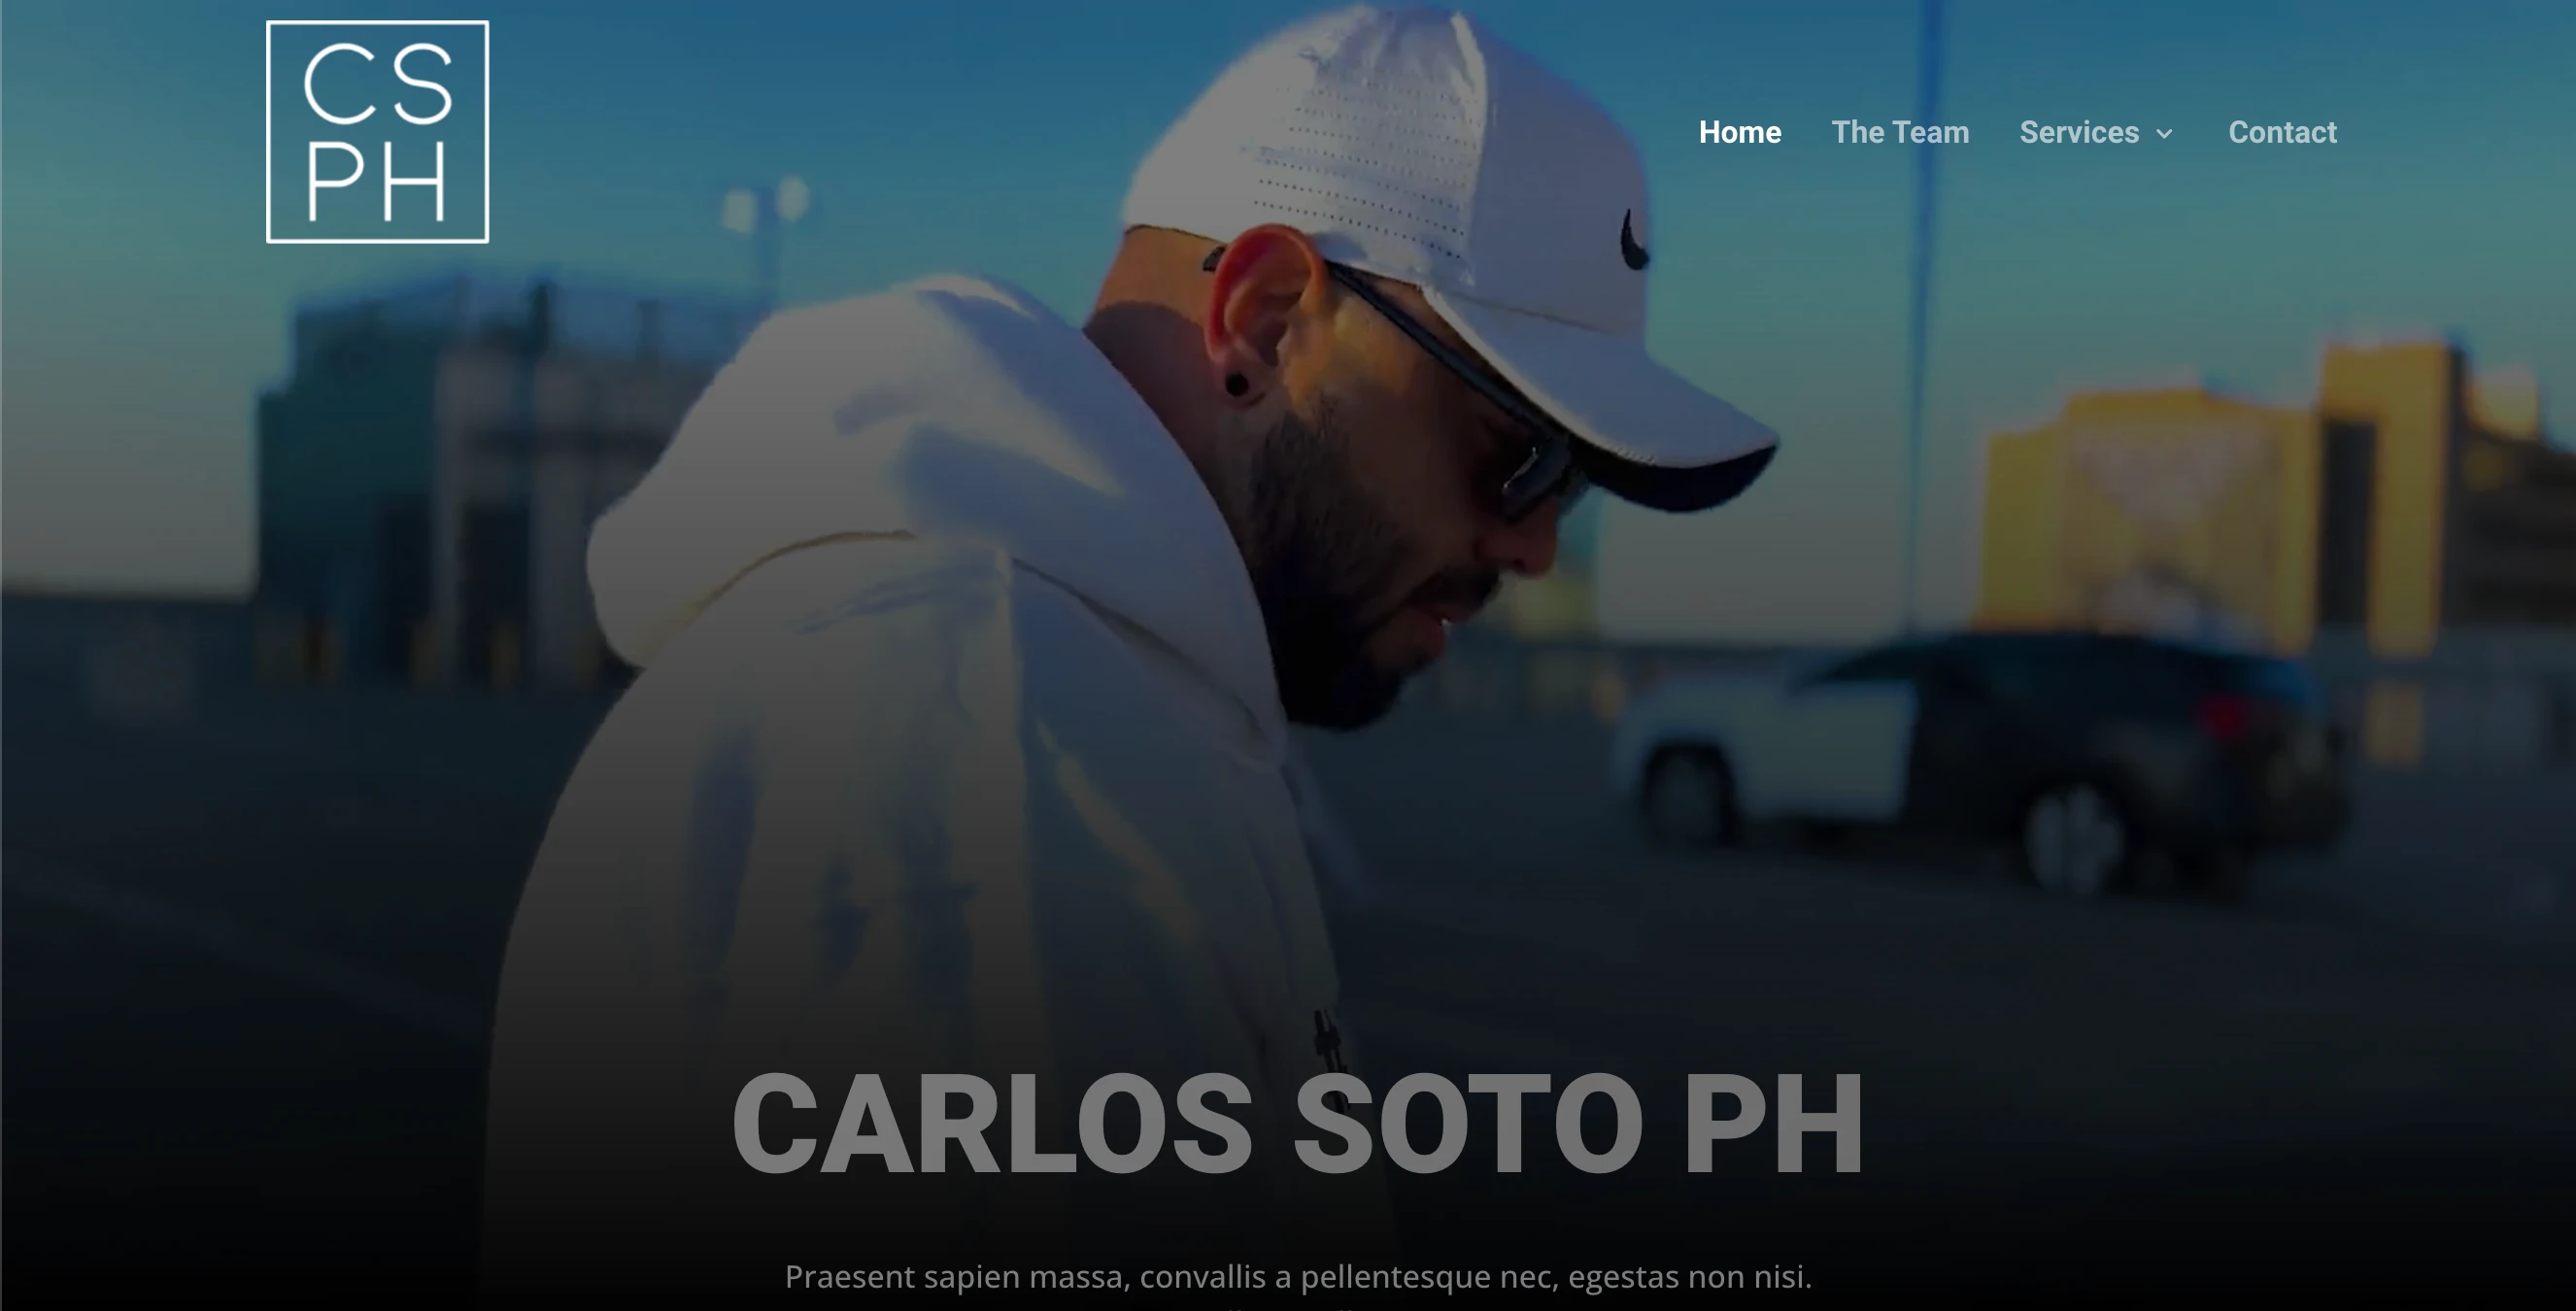 CS
PH
Home The Team Services Contact
CARLOS SOTO PH
Praesent sapien massa, convallis a pellentesque nec, egestas non nisi.